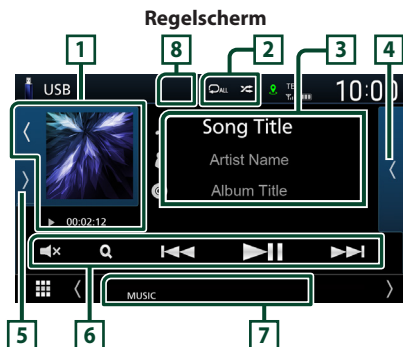 Regelscherm
1 8 2 3 4
USB ALL 10:00
Song Title
Artist Name
Album Title
00:02:12
MUSIC
5 6 7